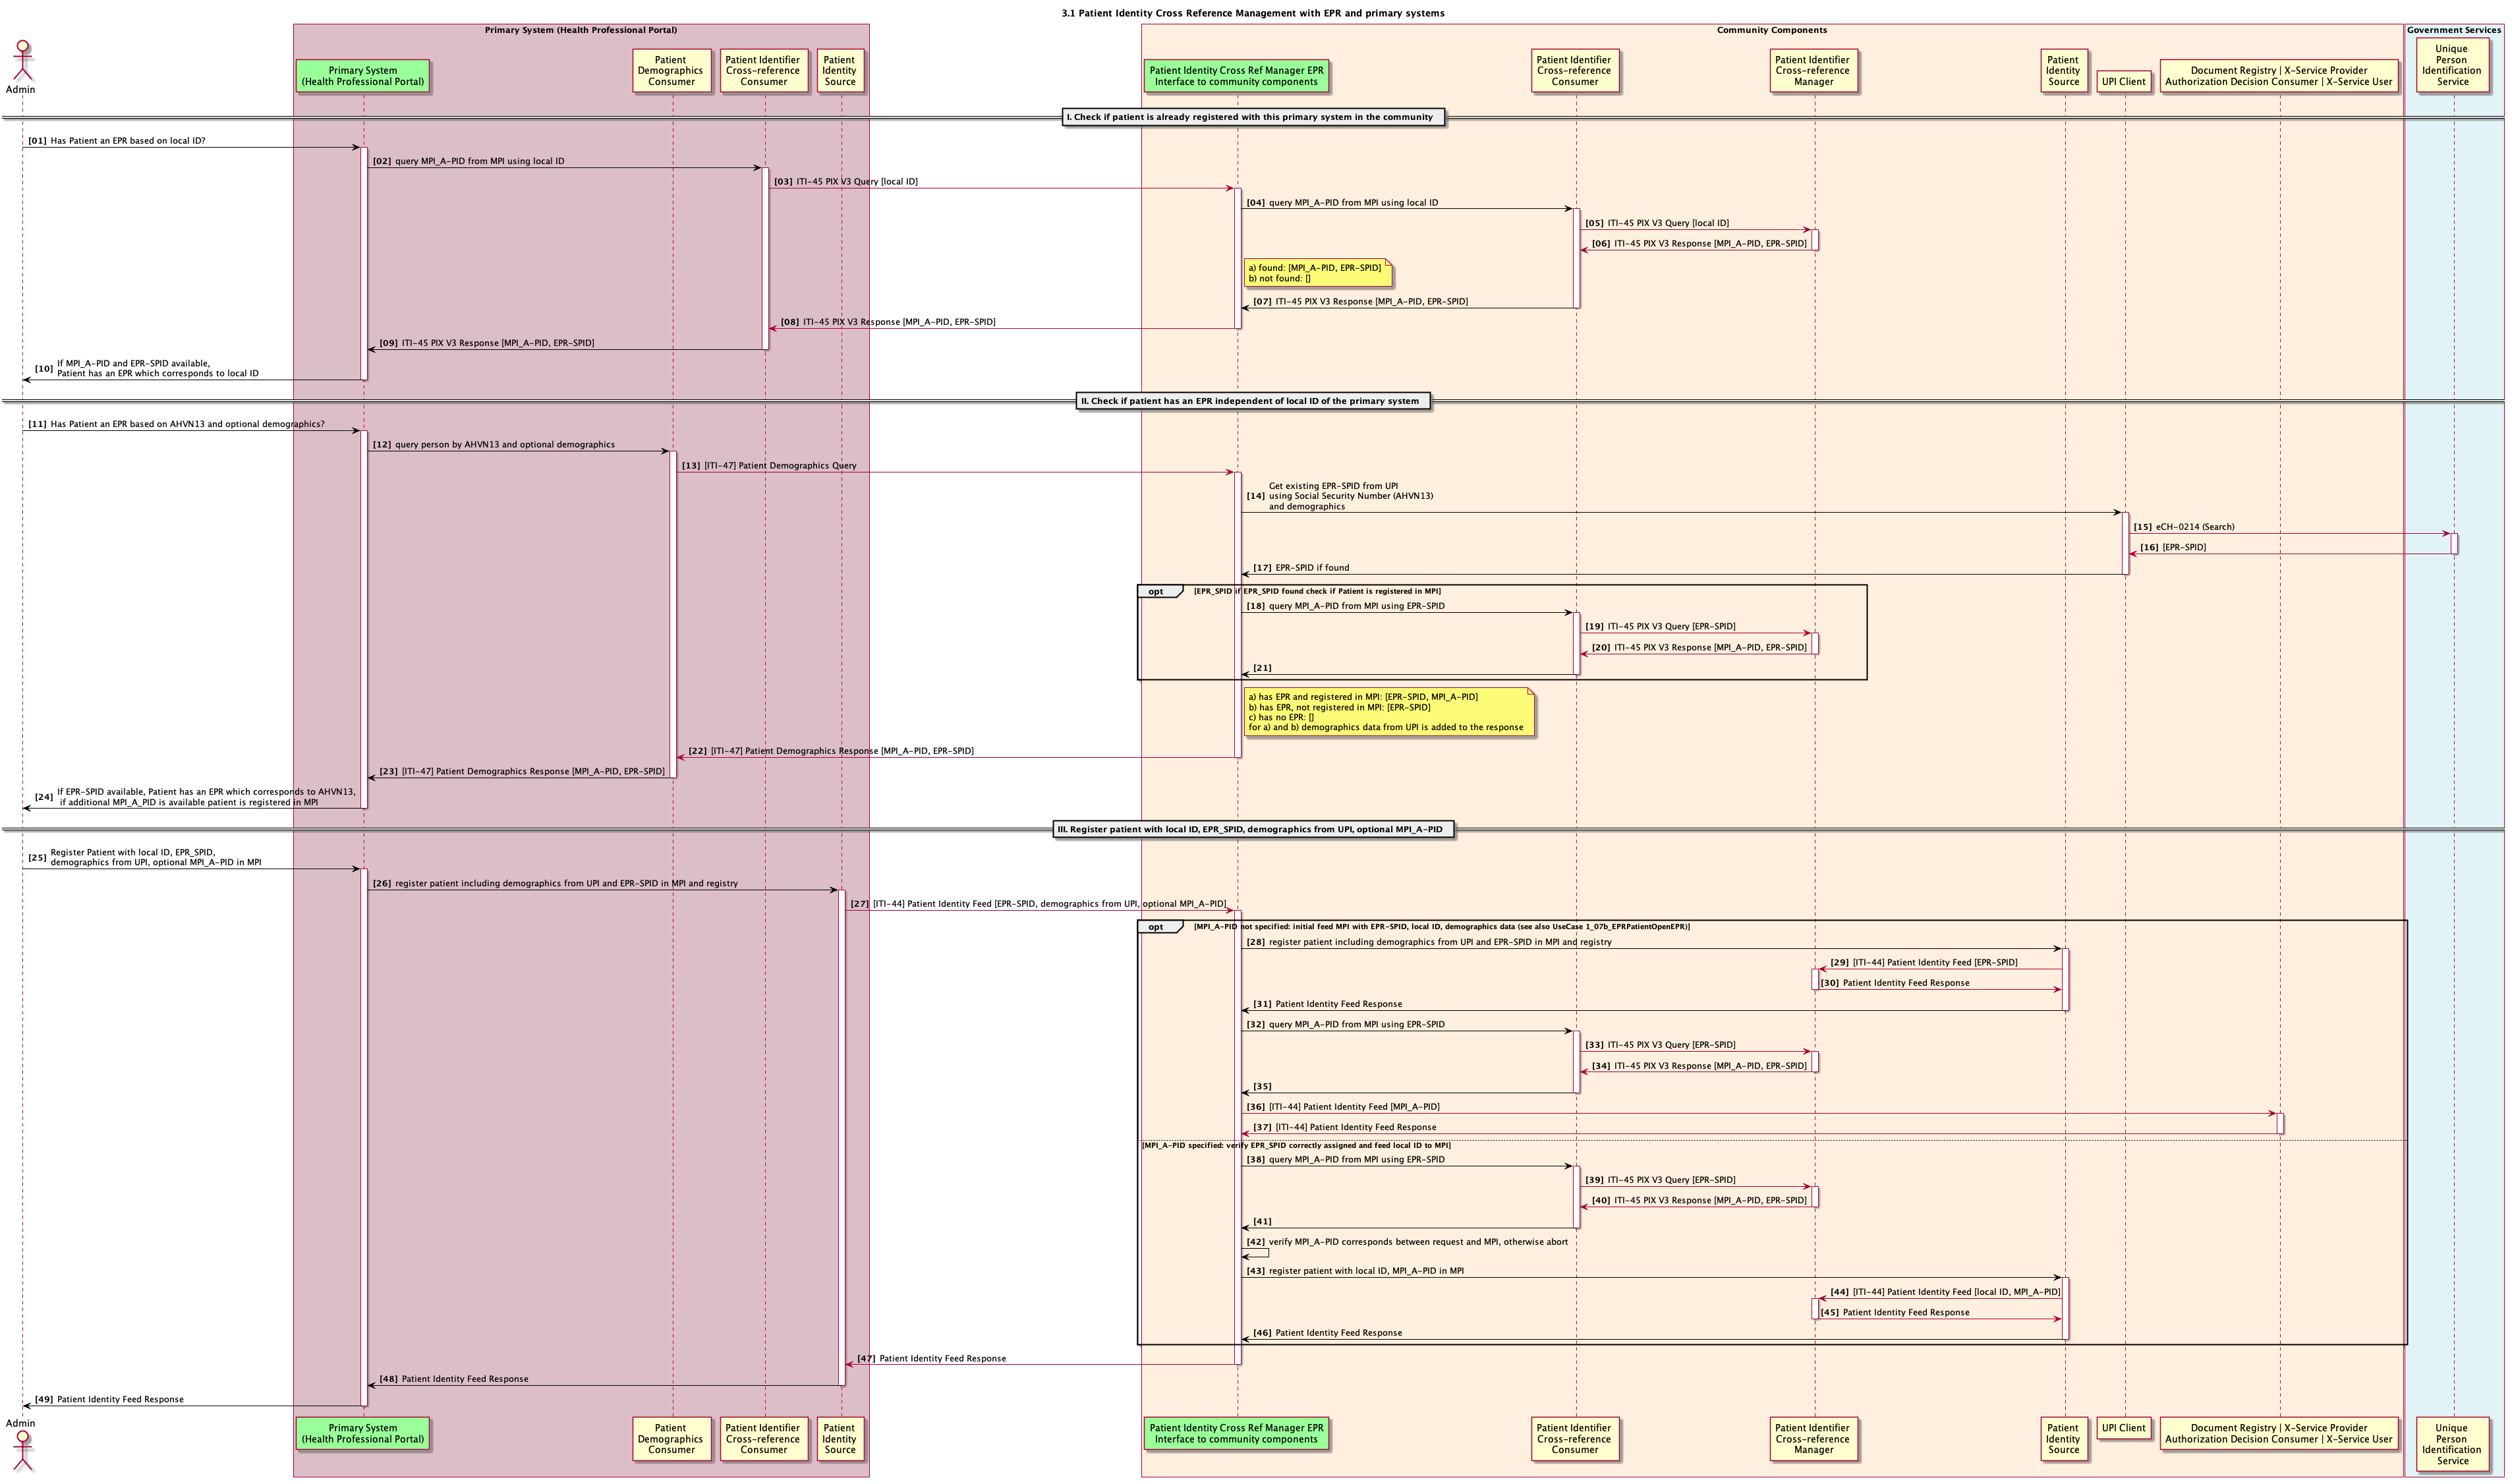 3.1 Patient Identity Cross Reference Management with EPR and primary systems
Primary System (Health Professional Portal)
Community Components
Government Services
Admin
Primary System
(Health Professional Portal)
Patient
Demographics
Consumer
Patient Identifier
Cross-reference
Consumer
Patient
Identity
Source
Patient Identity Cross Ref Manager EPR
Interface to community components
Patient Identifier
Cross-reference
Consumer
Patient Identifier
Cross-reference
Manager
Patient
Identity
Source
UPI Client
Document Registry | X-Service Provider
Authorization Decision Consumer | X-Service User
Unique
Person
Identification
Service
I. Check if patient is already registered with this primary system in the community
[01] Has Patient an EPR based on local ID?
[02] query MPI_A-PID from MPI using local ID
[03] ITI-45 PIX V3 Query [local ID]
[04] query MPI_A-PID from MPI using local ID
[05] ITI-45 PIX V3 Query [local ID]
[06] ITI-45 PIX V3 Response [MPI_A-PID, EPR-SPID]
a) found: [MPI_A-PID, EPR-SPID]
b) not found: []
[07] ITI-45 PIX V3 Response [MPI_A-PID, EPR-SPID]
[08] ITI-45 PIX V3 Response [MPI_A-PID, EPR-SPID]
[09] ITI-45 PIX V3 Response [MPI_A-PID, EPR-SPID]
[10] If MPI_A-PID and EPR-SPID available,
Patient has an EPR which corresponds to local ID
II. Check if patient has an EPR independent of local ID of the primary system
[11] Has Patient an EPR based on AHVN13 and optional demographics?
[12] query person by AHVN13 and optional demographics
[13] [ITI-47] Patient Demographics Query
Get existing EPR-SPID from UPI
[14] using Social Security Number (AHVN13)
and demographics
[15] eCH-0214 (Search)
[16] [EPR-SPID]
[17] EPR-SPID if found
opt [EPR_SPID if EPR_SPID found check if Patient is registered in MPI]
[18] query MPI_A-PID from MPI using EPR-SPID
[19] ITI-45 PIX V3 Query [EPR-SPID]
[20] ITI-45 PIX V3 Response [MPI_A-PID, EPR-SPID]
[21]
a) has EPR and registered in MPI: [EPR-SPID, MPI_A-PID]
b) has EPR, not registered in MPI: [EPR-SPID]
c) has no EPR: []
for a) and b) demographics data from UPI is added to the response
[22] [ITI-47] Patient Demographics Response [MPI_A-PID, EPR-SPID]
[23] [ITI-47] Patient Demographics Response [MPI_A-PID, EPR-SPID]
[24] If EPR-SPID available, Patient has an EPR which corresponds to AHVN13,
if additional MPI_A_PID is available patient is registered in MPI
III. Register patient with local ID, EPR_SPID, demographics from UPI, optional MPI_A-PID
[25] Register Patient with local ID, EPR_SPID,
demographics from UPI, optional MPI_A-PID in MPI
[26] register patient including demographics from UPI and EPR-SPID in MPI and registry
[27] [ITI-44] Patient Identity Feed [EPR-SPID, demographics from UPI, optional MPI_A-PID]
opt [MPI_A-PID not specified: initial feed MPI with EPR-SPID, local ID, demographics data (see also UseCase 1_07b_EPRPatientOpenEPR)]
[28] register patient including demographics from UPI and EPR-SPID in MPI and registry
[29] [ITI-44] Patient Identity Feed [EPR-SPID]
[30] Patient Identity Feed Response
[31] Patient Identity Feed Response
[32] query MPI_A-PID from MPI using EPR-SPID
[33] ITI-45 PIX V3 Query [EPR-SPID]
[34] ITI-45 PIX V3 Response [MPI_A-PID, EPR-SPID]
[35]
[36] [ITI-44] Patient Identity Feed [MPI_A-PID]
[37] [ITI-44] Patient Identity Feed Response
[MPI_A-PID specified: verify EPR_SPID correctly assigned and feed local ID to MPI]
[38] query MPI_A-PID from MPI using EPR-SPID
[39] ITI-45 PIX V3 Query [EPR-SPID]
[40] ITI-45 PIX V3 Response [MPI_A-PID, EPR-SPID]
[41]
[42] verify MPI_A-PID corresponds between request and MPI, otherwise abort
[43] register patient with local ID, MPI_A-PID in MPI
[44] [ITI-44] Patient Identity Feed [local ID, MPI_A-PID]
[45] Patient Identity Feed Response
[46] Patient Identity Feed Response
[47] Patient Identity Feed Response
[48] Patient Identity Feed Response
[49] Patient Identity Feed Response
Admin
Primary System
(Health Professional Portal)
Patient
Demographics
Consumer
Patient Identifier
Cross-reference
Consumer
Patient
Identity
Source
Patient Identity Cross Ref Manager EPR
Interface to community components
Patient Identifier
Cross-reference
Consumer
Patient Identifier
Cross-reference
Manager
Patient
Identity
Source
UPI Client
Document Registry | X-Service Provider
Authorization Decision Consumer | X-Service User
Unique
Person
Identification
Service